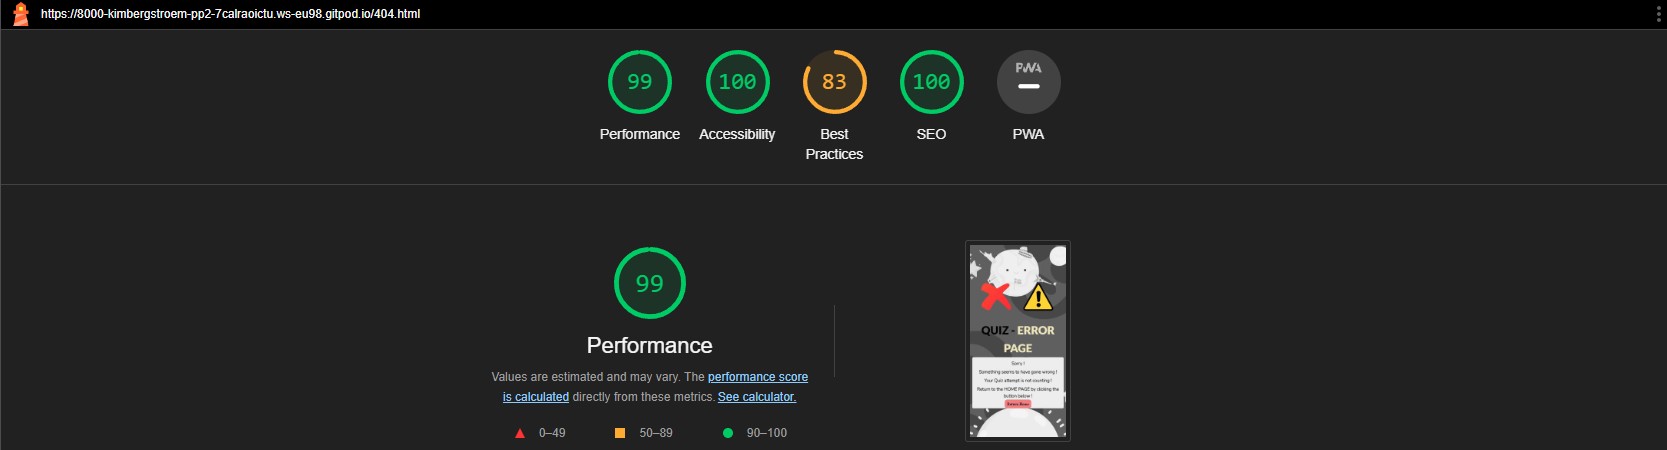 https://8000-kimbergstroem-pp2-7calraoictu.ws-eu98.gitpod.io/404.html
99
100
83
100
PWA
Performance
Accessibility
Best
Practices
SEO
PWA
99
Performance
Values are estimated and may vary. The performance score
is calculated directly from these metrics. See calculator.
0–49
50–89
90–100
QUIZ - ERROR
PAGE
Sorry !
Something seems to have gone wrong !
Your Quiz attempt is not counting !
Return to the HOME PAGE by clicking the
button below !